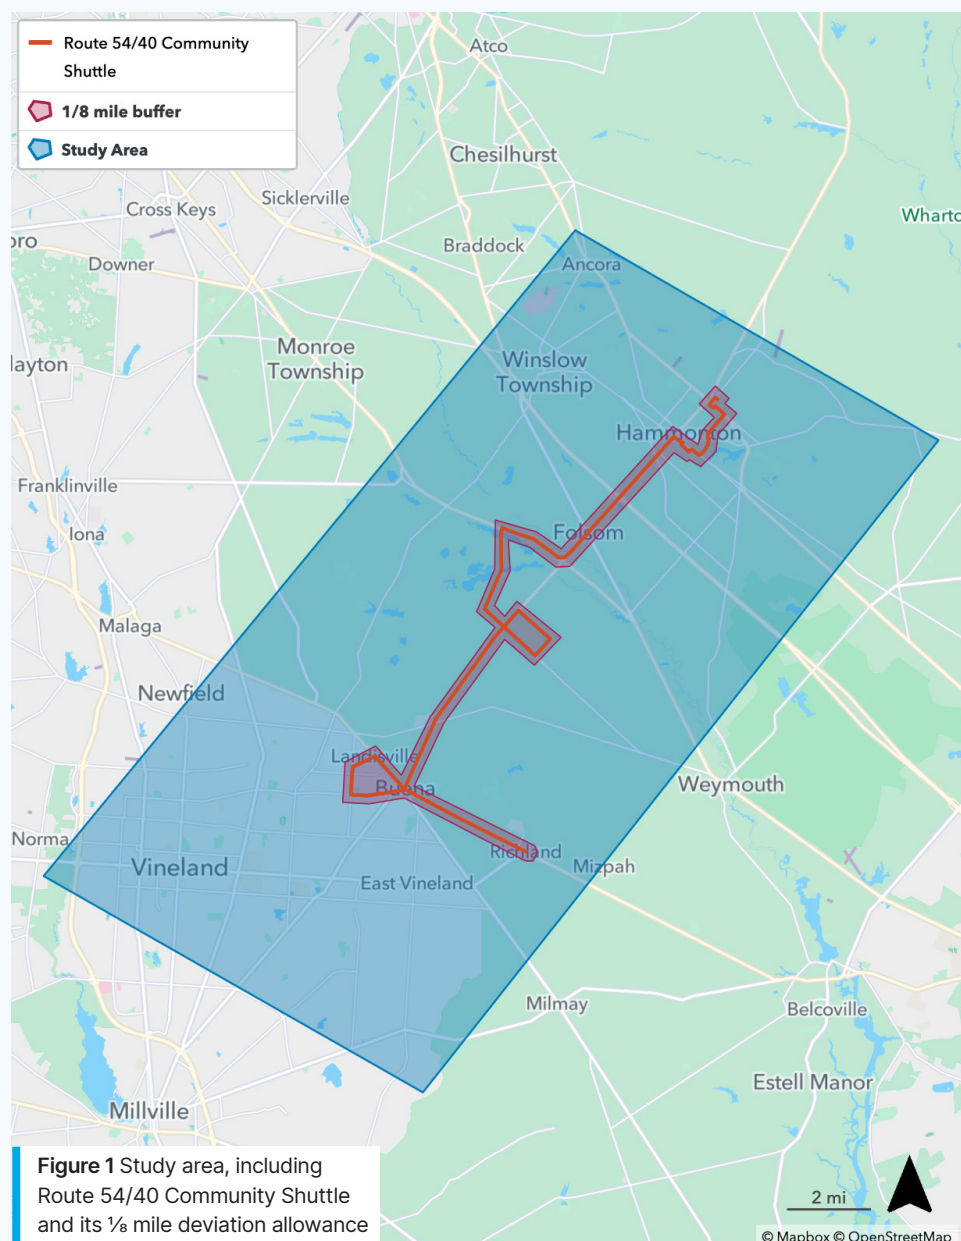 Route 54/40 Community
Shuttle
1/8 mile buffer
Study Area
Atco
Chesilhurst
Sicklerville
Cross Keys
Wharto
oro
Braddock
Downer
Ancora
Monroe
Township
Winslow
Township
layton
Hammonton
Franklinville
Iona
Folsom
Malaga
Newfield
Landisville
Buena
Weymouth
Norma
Vineland
Richland
Mizpah
East Vineland
Milmay
Belcoville
Estell Manor
Millville
Figure 1 Study area, including
Route 54/40 Community Shuttle
and its ⅛ mile deviation allowance
2 mi
© Mapbox © OpenStreetMap